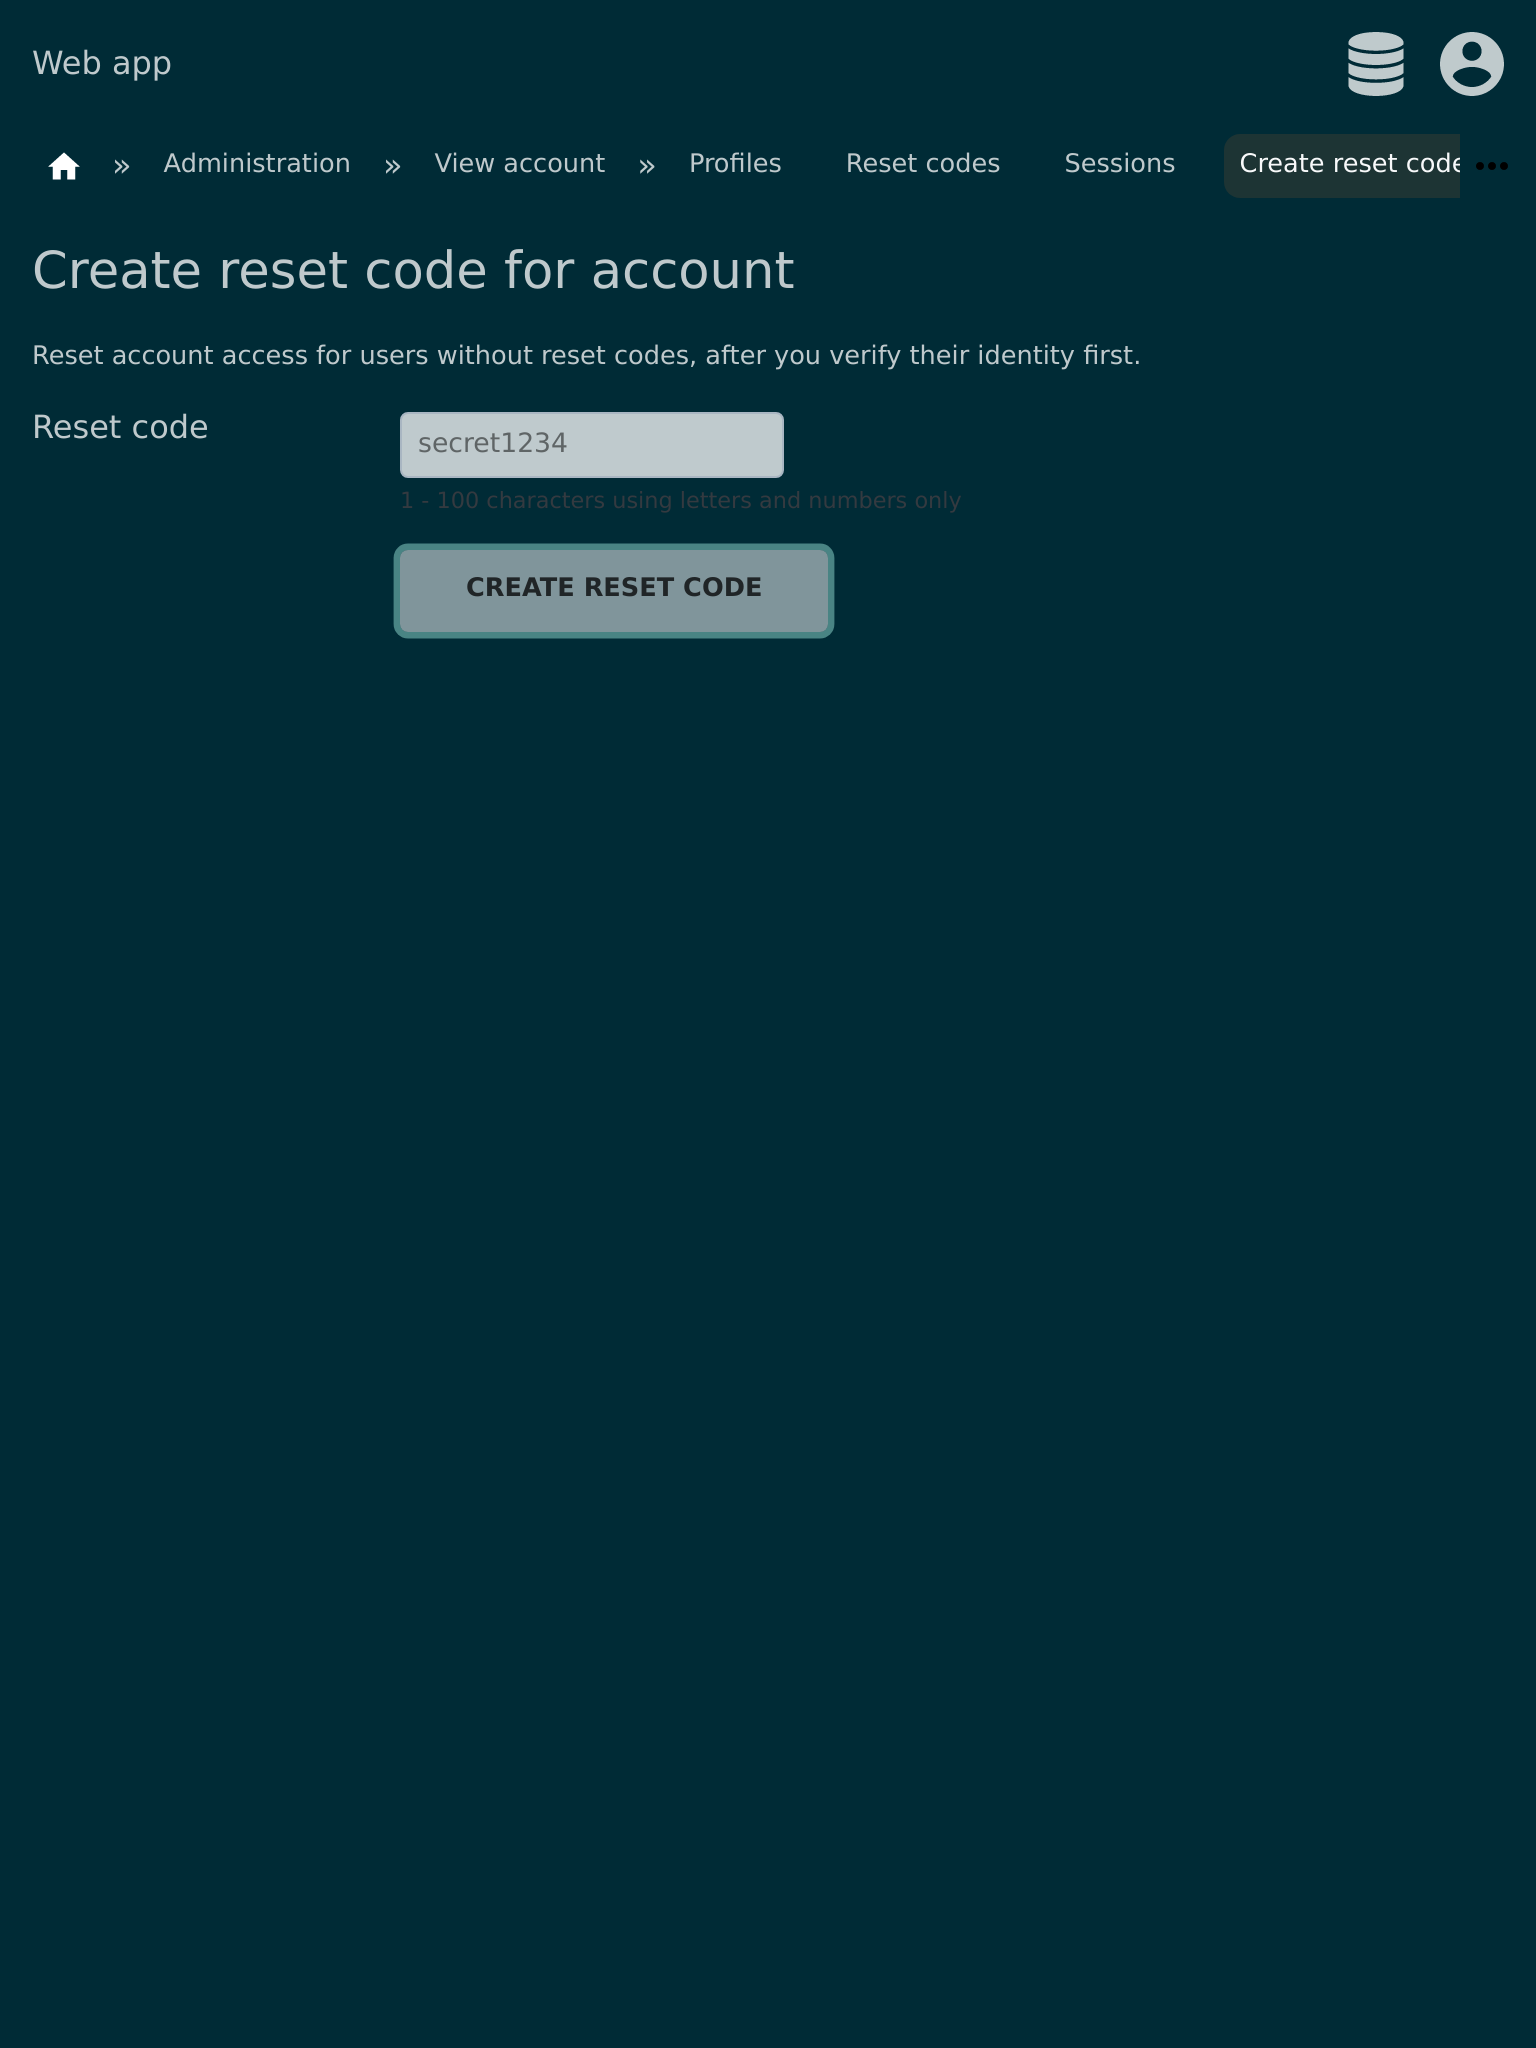 Web app
» Administration » View account » Profiles Reset codes Sessions Create reset code •••
Create reset code for account
Reset account access for users without reset codes, after you verify their identity first.
Reset code
secret1234
1 - 100 characters using letters and numbers only
CREATE RESET CODE